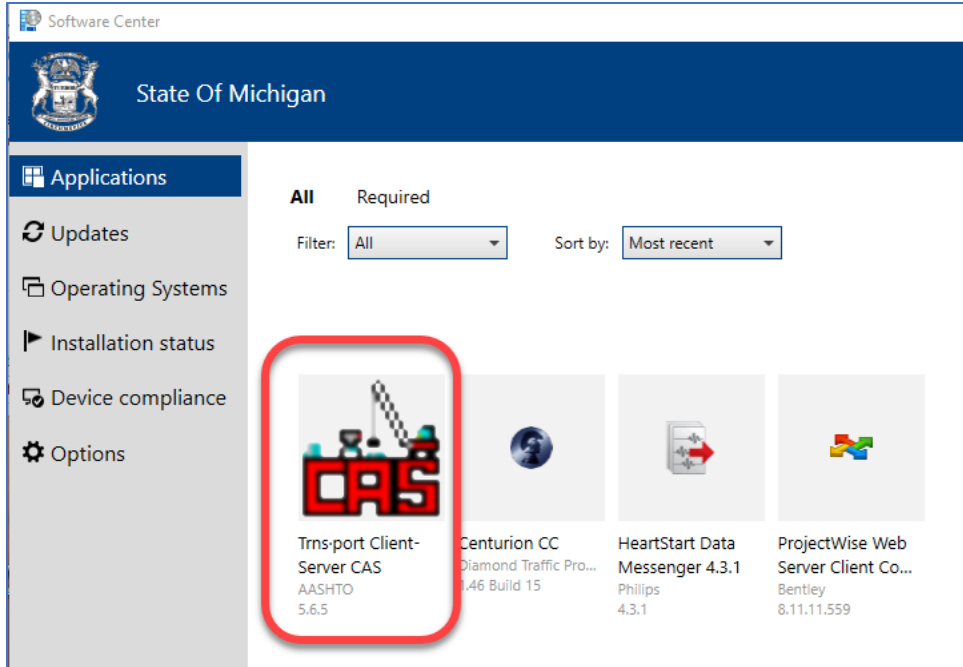 Software Center
State Of Michigan
Applications
Updates
Operating Systems
Installation status
Device compliance
Options
All Required
Filter: All Sort by: Most recent
CAS
Trns·port Client-
Server CAS
AASHTO
5.6.5
Centurion CC
Diamond Traffic Pro...
1.46 Build 15
HeartStart Data
Messenger 4.3.1
Philips
4.3.1
ProjectWise Web
Server Client Co...
Bentley
8.11.11.559